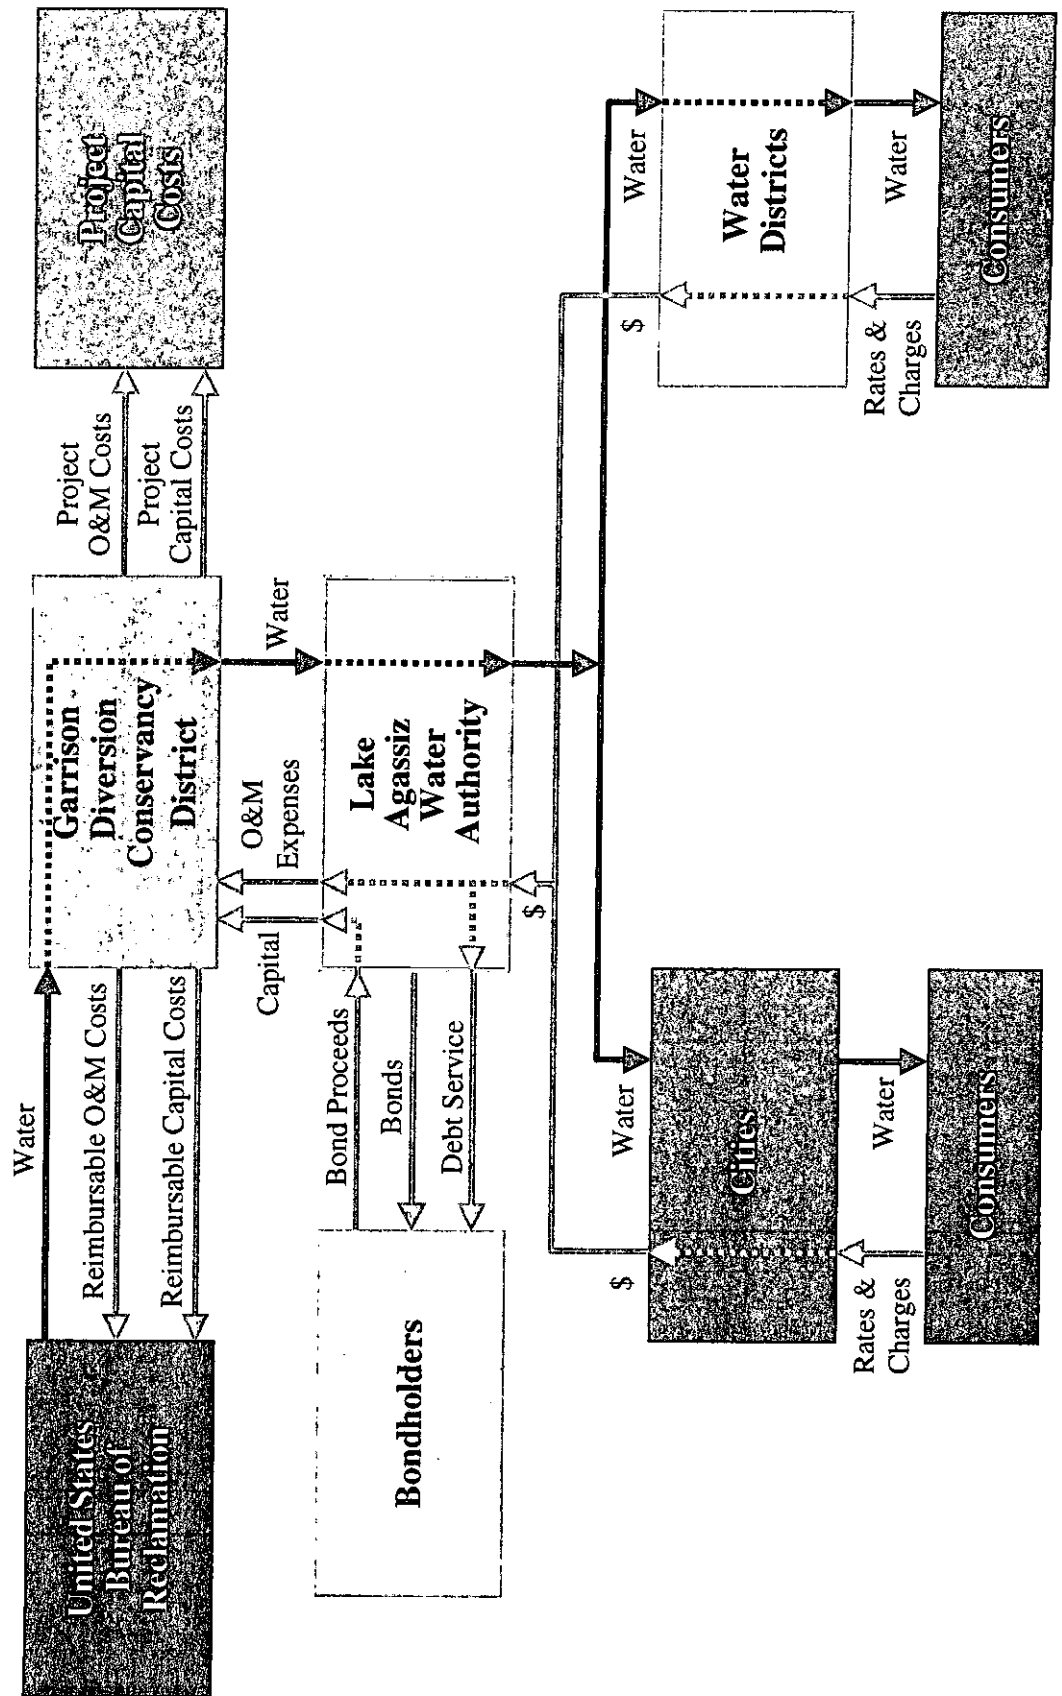 United States
Bureau of
Reclamation
Water
Reimbursable O&M Costs
Reimbursable Capital Costs
Garrison
Diversion
Conservancy
District
Project
O&M Costs
Project
Capital Costs
Project
Capital
Costs
Capital
O&M
Expenses
Water
Bondholders
Bond Proceeds
Bonds
Debt Service
Lake
Agassiz
Water
Authority
$
$
Water
$
Water
Cities
Water
Districts
Rates &
Charges
Water
Rates &
Charges
Water
Consumers
Consumers